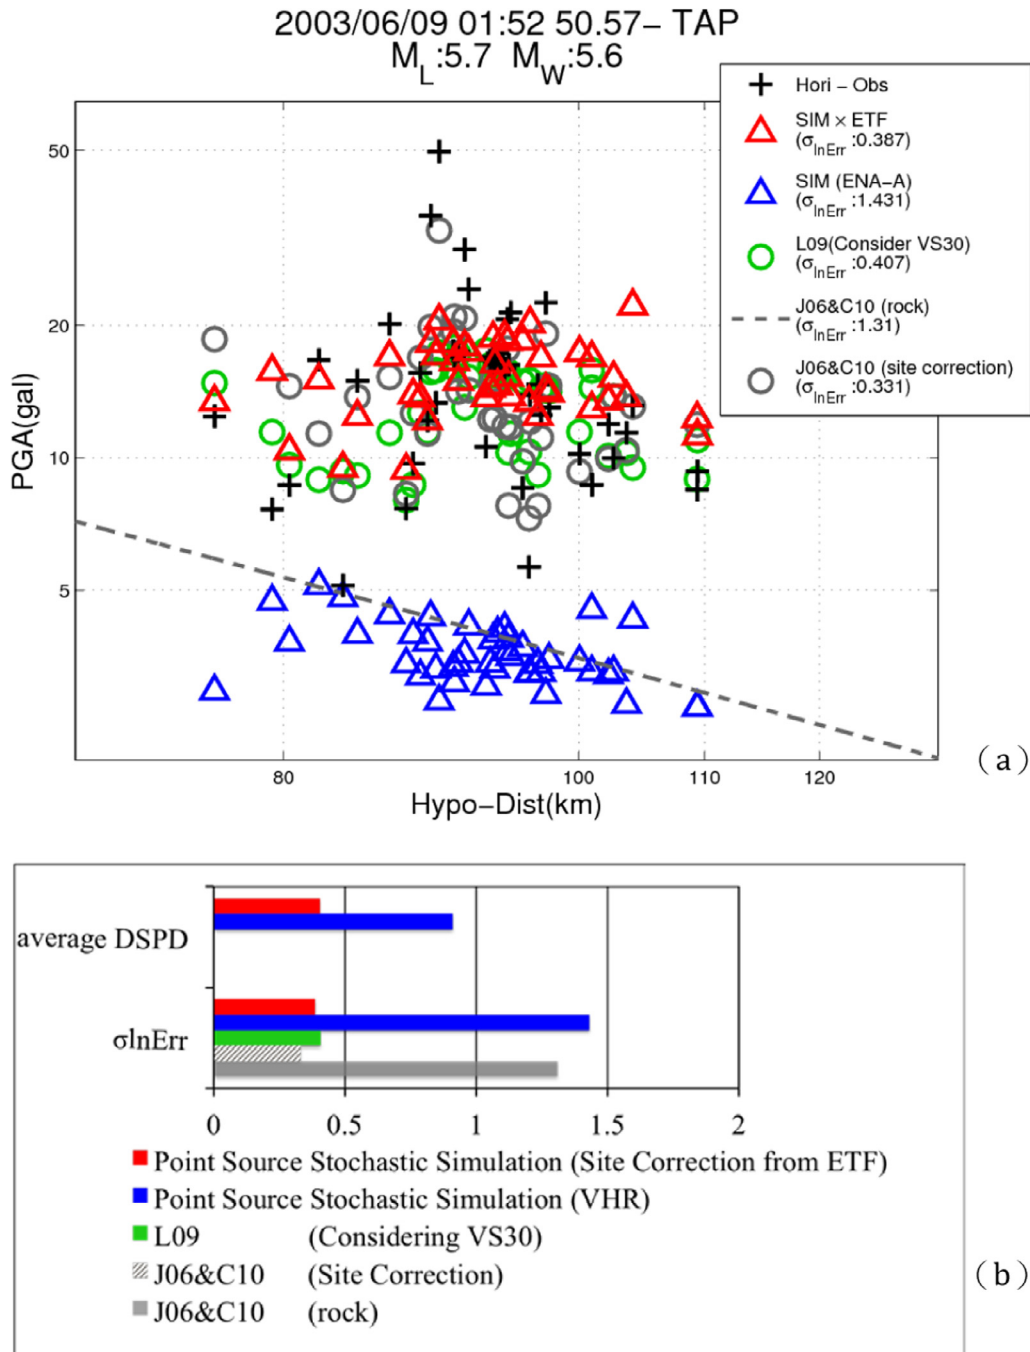 2003/06/09 01:52 50.57− TAP
ML:5.7 MW:5.6
Hori − Obs
SIM × ETF
(σlnErr :0.387)
SIM (ENA−A)
(σlnErr :1.431)
L09(Consider VS30)
(σlnErr :0.407)
J06&C10 (rock)
(σlnErr :1.31)
J06&C10 (site correction)
(σlnErr :0.331)
PGA(gal)
50
20
10
5
80 100 110 120
Hypo−Dist(km)
(a)
average DSPD
σlnErr
0 0.5 1 1.5 2
Point Source Stochastic Simulation (Site Correction from ETF)
Point Source Stochastic Simulation (VHR)
L09 (Considering VS30)
J06&C10 (Site Correction)
J06&C10 (rock)
(b)